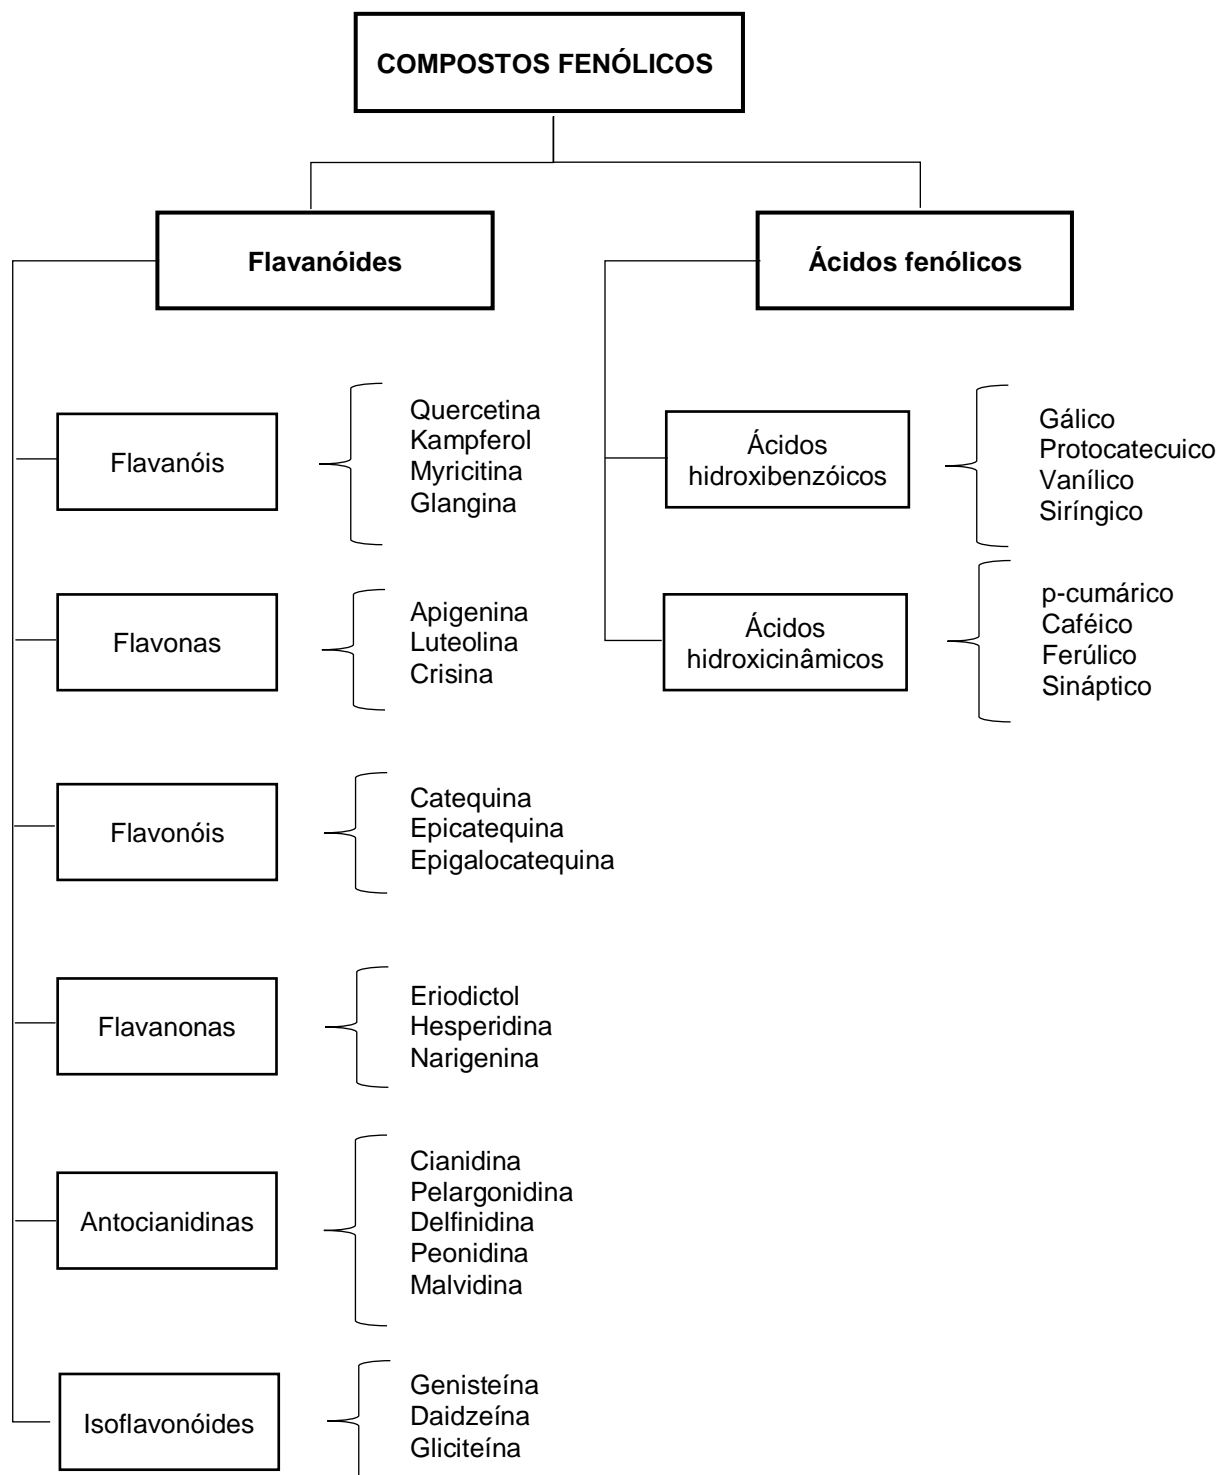 COMPOSTOS FENÓLICOS
Flavanóides
Flavanóis
Quercetina
Kampferol
Myricitina
Glangina
Flavonas
Apigenina
Luteolina
Crisina
Flavonóis
Catequina
Epicatequina
Epigalocatequina
Flavanonas
Eriodictol
Hesperidina
Narigenina
Antocianidinas
Cianidina
Pelargonidina
Delfinidina
Peonidina
Malvidina
Isoflavonóides
Genisteína
Daidzeína
Gliciteína
Ácidos fenólicos
Ácidos
hidroxibenzóicos
Gálico
Protocatecuico
Vanílico
Siríngico
Ácidos
hidroxicinâmicos
p-cumárico
Caféico
Ferúlico
Sináptico